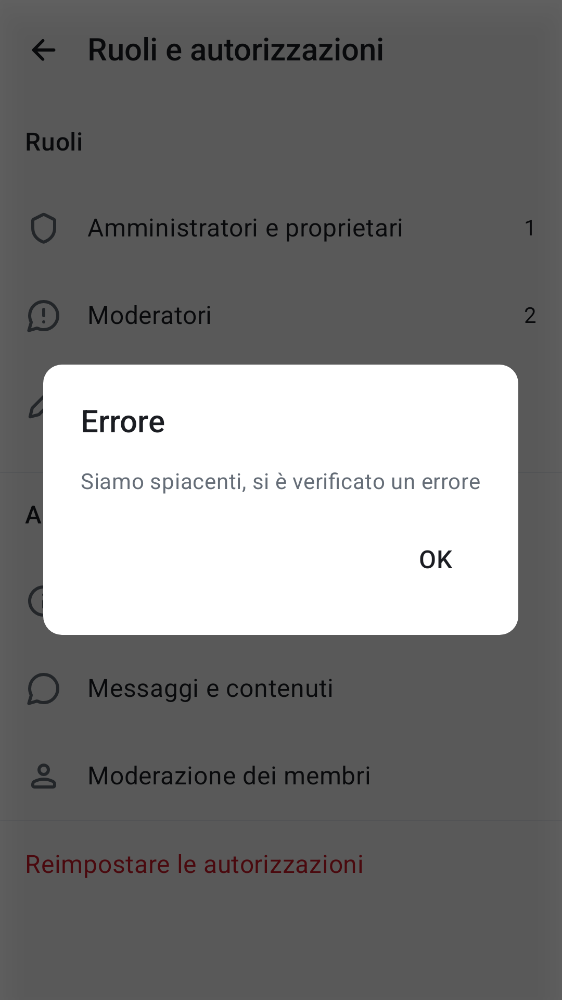 Ruoli e autorizzazioni
Ruoli
Amministratori e proprietari 1
Moderatori 2
Errore
Siamo spiacenti, si è verificato un errore
OK
A
Messaggi e contenuti
Moderazione dei membri
Reimpostare le autorizzazioni